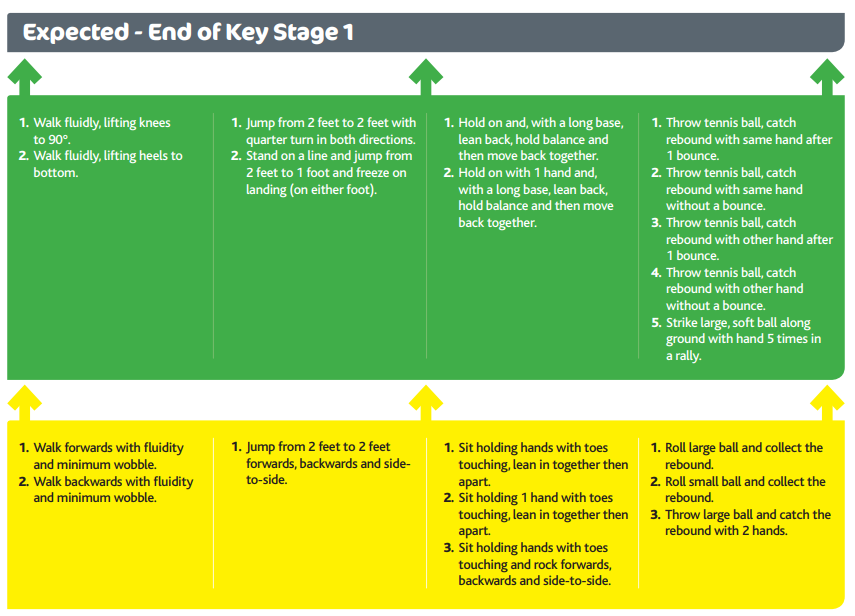 Expected - End of Key Stage 1
1. Walk fluidly, lifting knees
to 90°.
2. Walk fluidly, lifting heels to
bottom.
1. Jump from 2 feet to 2 feet with
quarter turn in both directions.
2. Stand on a line and jump from
2 feet to 1 foot and freeze on
landing (on either foot).
1. Hold on and, with a long base,
lean back, hold balance and
then move back together.
2. Hold on with 1 hand and,
with a long base, lean back,
hold balance and then move
back together.
1. Throw tennis ball, catch
rebound with same hand after
1 bounce.
2. Throw tennis ball, catch
rebound with same hand
without a bounce.
3. Throw tennis ball, catch
rebound with other hand after
1 bounce.
4. Throw tennis ball, catch
rebound with other hand
without a bounce.
5. Strike large, soft ball along
ground with hand 5 times in
a rally.
1. Walk forwards with fluidity
and minimum wobble.
2. Walk backwards with fluidity
and minimum wobble.
1. Jump from 2 feet to 2 feet
forwards, backwards and side-
to-side.
1. Sit holding hands with toes
touching, lean in together then
apart.
2. Sit holding 1 hand with toes
touching, lean in together then
apart.
3. Sit holding hands with toes
touching and rock forwards,
backwards and side-to-side.
1. Roll large ball and collect the
rebound.
2. Roll small ball and collect the
rebound.
3. Throw large ball and catch the
rebound with 2 hands.